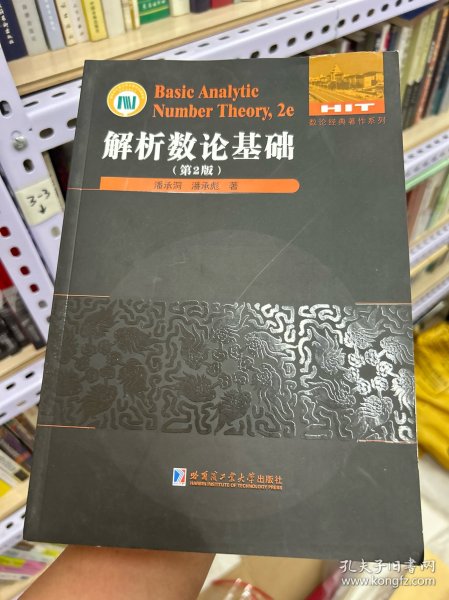 Basic Analytic
Number Theory, 2e
HIT
数论经典著作系列
解析数论基础
（第2版）
潘承洞 潘承彪 著
3-3
哈尔滨工业大学出版社
HARBIN INSTITUTE OF TECHNOLOGY PRESS
孔夫子旧书网
www.kongfz.com